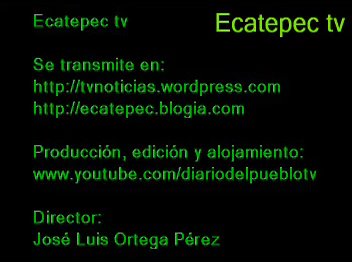 Ecatepec tv
Ecatepec tv
Se transmite en:
http://tvnoticias.wordpress.com
http://ecatepec.blogia.com
Producción, edición y alojamiento:
www.youtube.com/diariodelpueblotv
Director:
José Luis Ortega Pérez